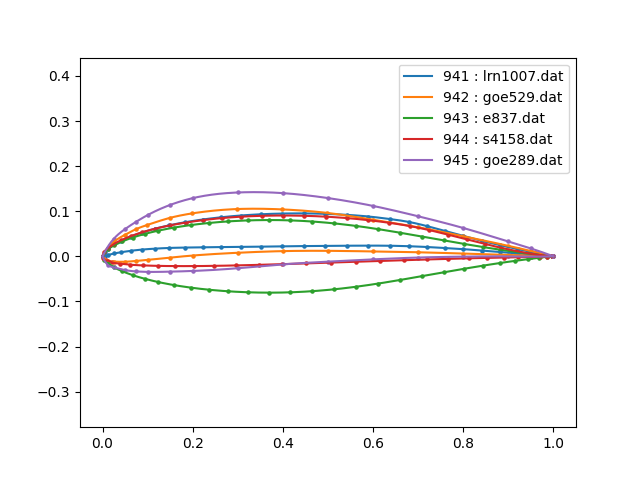 0.4
0.3
0.2
0.1
0.0
−0.1
−0.2
−0.3
0.0 0.2 0.4 0.6 0.8 1.0
941 : lrn1007.dat
942 : goe529.dat
943 : e837.dat
944 : s4158.dat
945 : goe289.dat